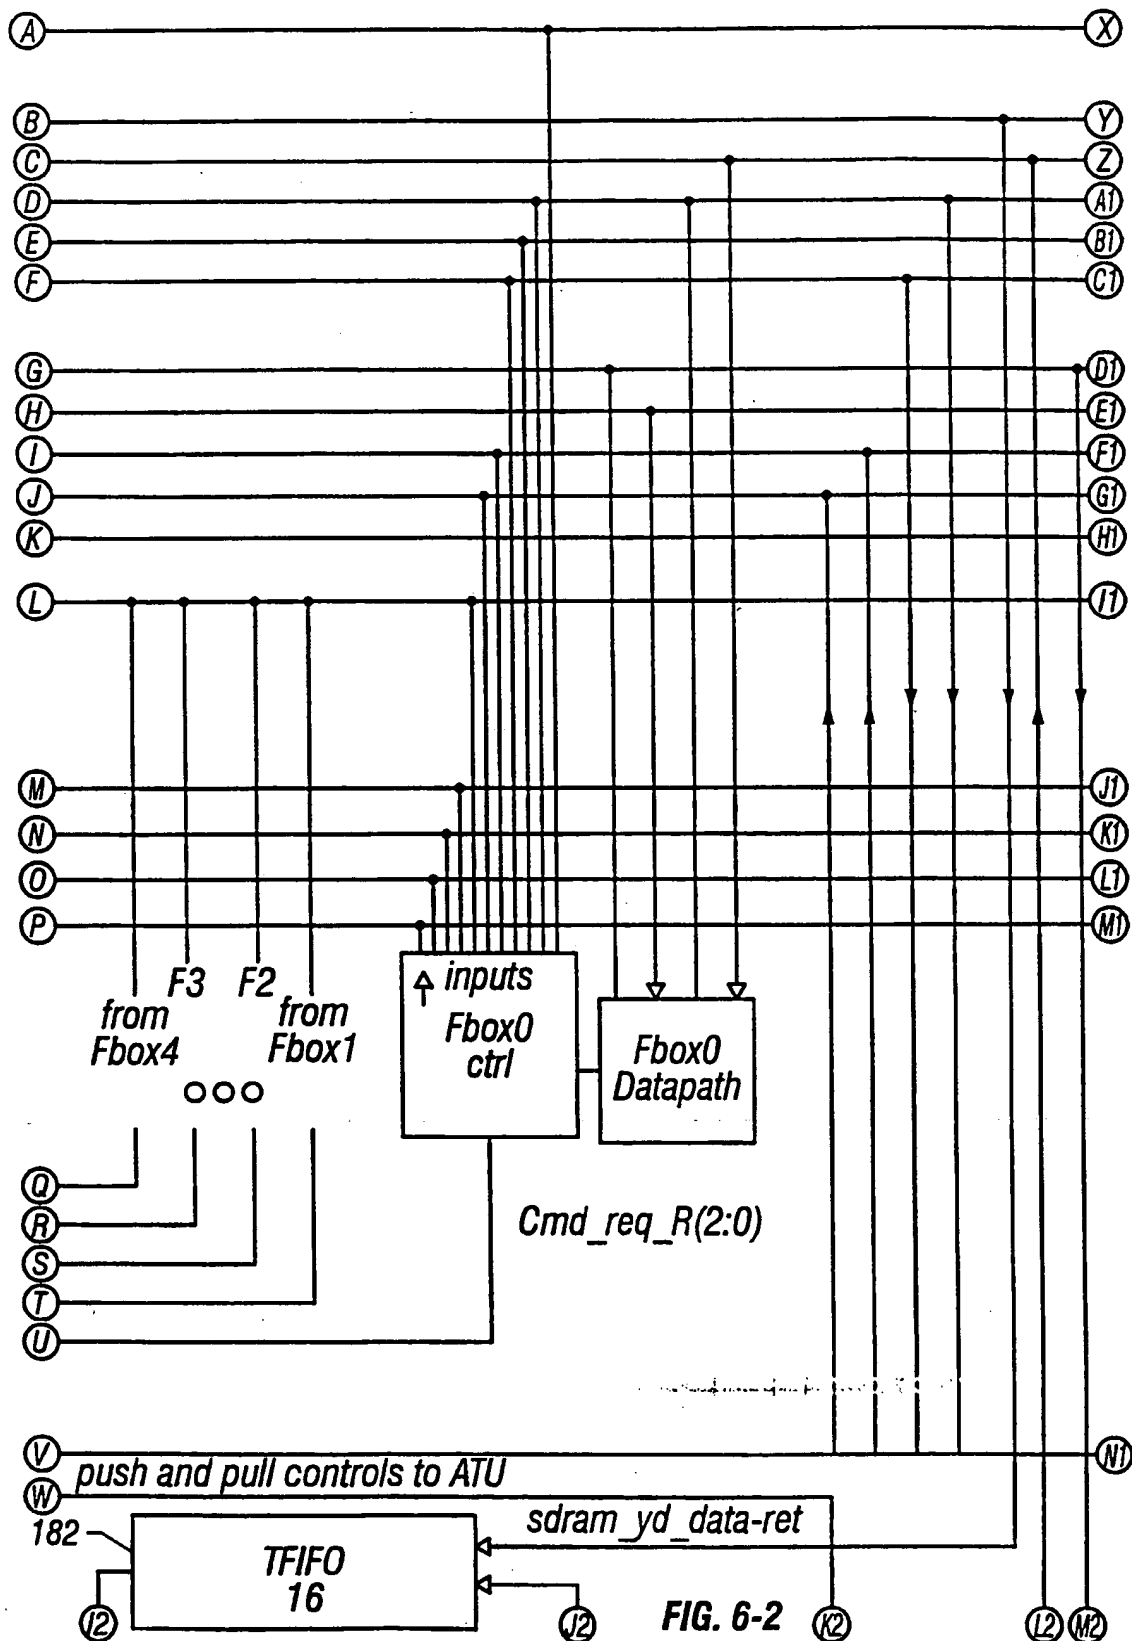 A X
B Y
C Z
D A1
E B1
F C1
G D1
H E1
I F1
J G1
K H1
L I1
M J1
N K1
O L1
P M1
inputs
Fbox0
ctrl
Fbox0
Datapath
from
Fbox4
F3
F2
from
Fbox1
Q
R
S
T
U
Cmd_req_R(2:0)
V N1
push and pull controls to ATU
W
182
sdram_yd_data-ret
TFIFO
16
I2 J2 FIG. 6-2 K2 L2 M2